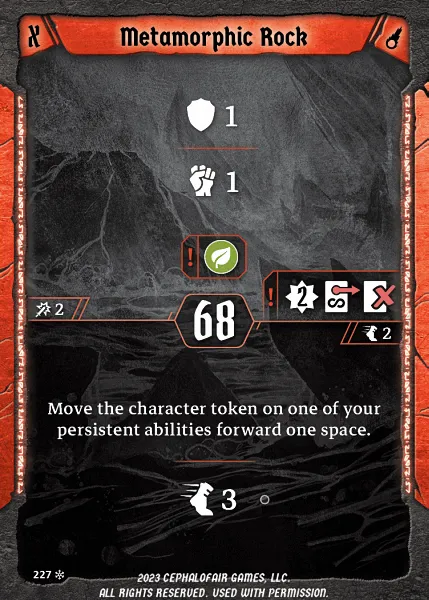 X Metamorphic Rock
1
1
!
! 2
2
68
2
Move the character token on one of your
persistent abilities forward one space.
3
227
2023 CEPHALOFAIR GAMES, LLC.
ALL RIGHTS RESERVED. USED WITH PERMISSION.